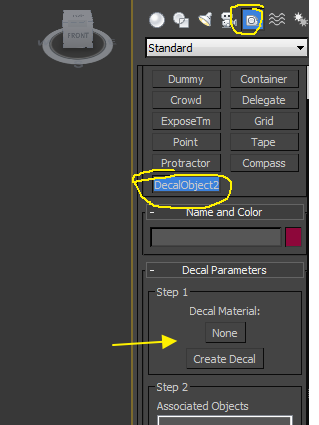 FRONT
Standard
Dummy Container
Crowd Delegate
ExposeTm Grid
Point Tape
Protractor Compass
DecalObject2
- Name and Color
- Decal Parameters
Step 1
Decal Material:
None
Create Decal
Step 2
Associated Objects